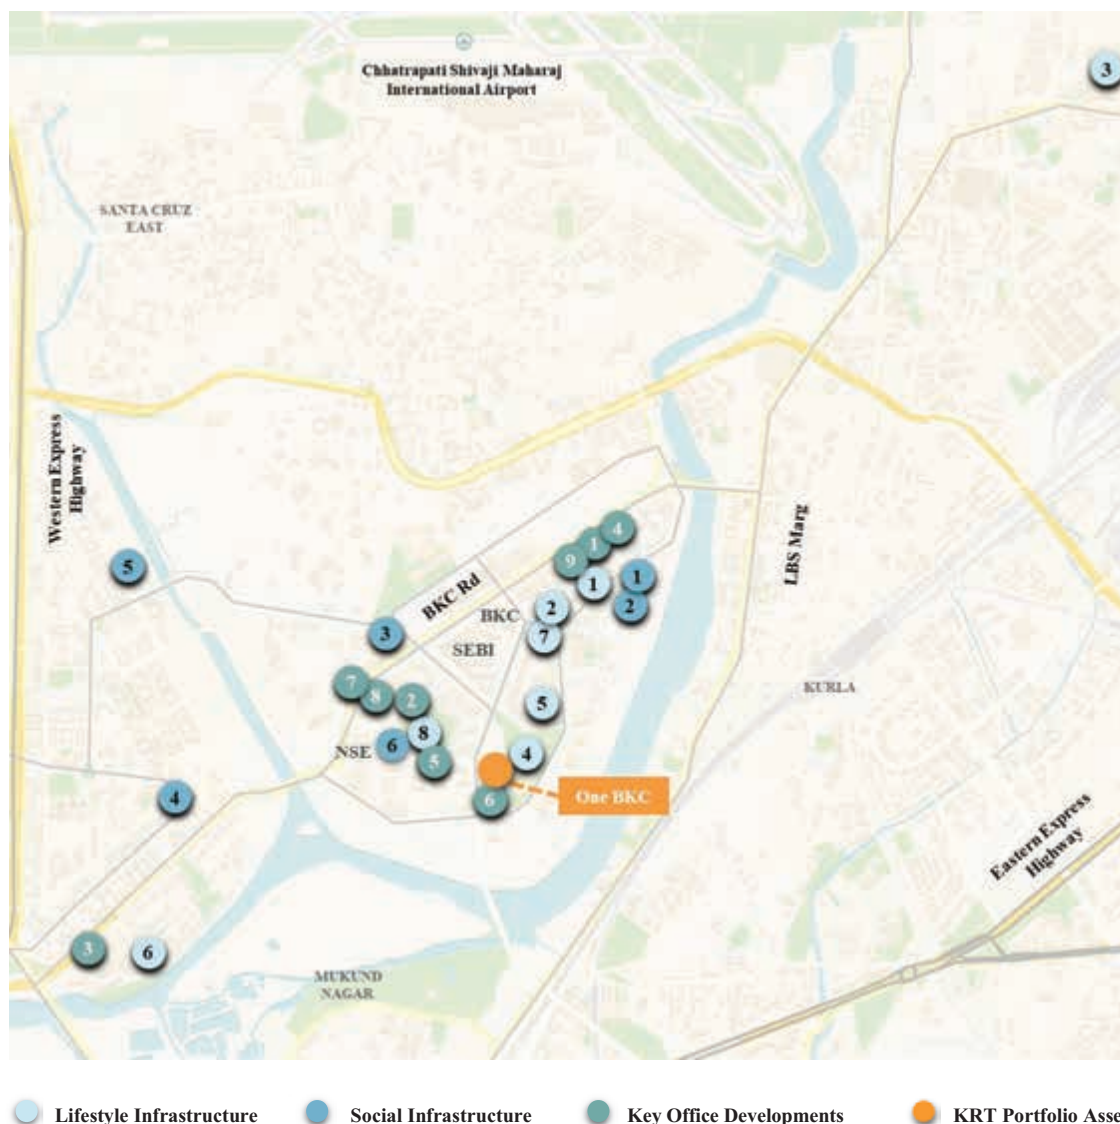 Chhatrapati Shivaji Maharaj
International Airport
3
SANTA CRUZ
EAST
Western Express
Highway
LBS Marg
4
1
9
5
1
1
2
2
BKC Rd
BKC
3
7
SEBI
KURLA
7
8
2
5
8
NSE
6
4
5
One BKC
4
6
Eastern Express
Highway
3
6
MUKUND
NAGAR
Lifestyle Infrastructure
Social Infrastructure
Key Office Developments
KRT Portfolio Asse